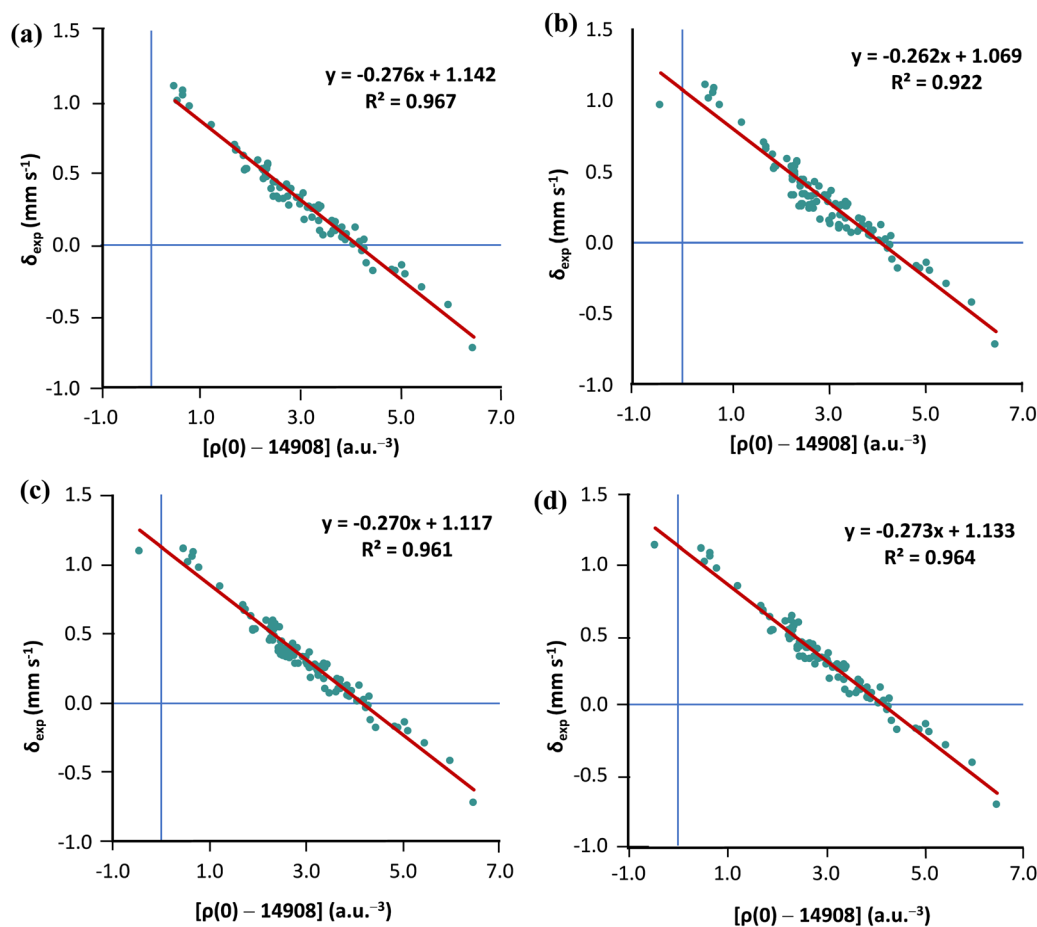 (a)
y = -0.276x + 1.142
R² = 0.967
1.5
1.0
0.5
0.0
-0.5
-1.0
δexp (mm s⁻¹)
-1.0 1.0 3.0 5.0 7.0
[ρ(0) – 14908] (a.u.⁻³)
(b)
y = -0.262x + 1.069
R² = 0.922
1.5
1.0
0.5
0.0
-0.5
-1.0
δexp (mm s⁻¹)
-1.0 1.0 3.0 5.0 7.0
[ρ(0) – 14908] (a.u.⁻³)
(c)
y = -0.270x + 1.117
R² = 0.961
1.5
1.0
0.5
0.0
-0.5
-1.0
δexp (mm s⁻¹)
-1.0 1.0 3.0 5.0 7.0
[ρ(0) – 14908] (a.u.⁻³)
(d)
y = -0.273x + 1.133
R² = 0.964
1.5
1.0
0.5
0.0
-0.5
-1.0
δexp (mm s⁻¹)
-1.0 1.0 3.0 5.0 7.0
[ρ(0) – 14908] (a.u.⁻³)